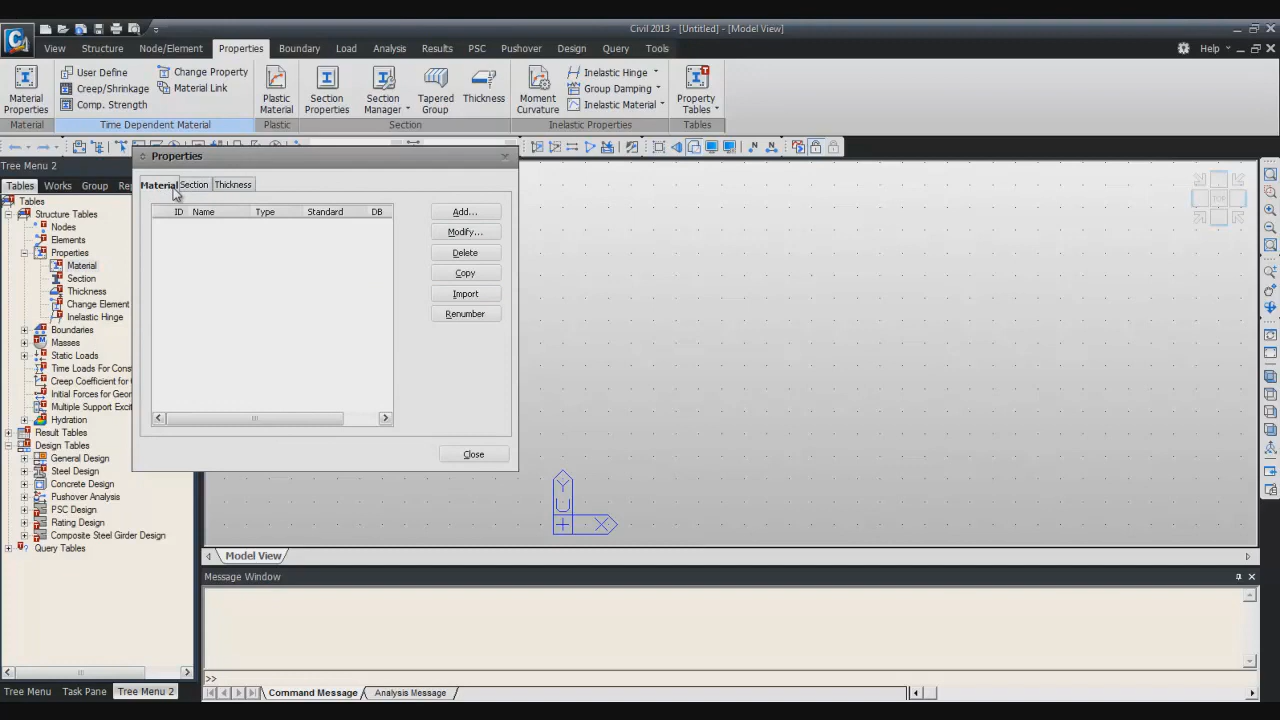 Civil 2013 - [Untitled] - [Model View]
View Structure Node/Element Properties Boundary Load Analysis Results PSC Pushover Design Query Tools Help
Material Properties
User Define
Creep/Shrinkage
Comp. Strength
Change Property
Material Link
Plastic Material
Section Properties
Section Manager
Tapered Group
Thickness
Moment Curvature
Inelastic Hinge
Group Damping
Inelastic Material
Property Tables
Material Time Dependent Material Plastic Section Inelastic Properties Tables
Tree Menu 2
Tables Works Group
Tables
Structure Tables
Nodes
Elements
Properties
Material
Section
Thickness
Change Element
Inelastic Hinge
Boundaries
Masses
Static Loads
Time Loads For Cons
Creep Coefficient for
Initial Forces for Geor
Multiple Support Excit
Hydration
Result Tables
Design Tables
General Design
Steel Design
Concrete Design
Pushover Analysis
PSC Design
Rating Design
Composite Steel Girder Design
Query Tables
Properties
Material Section Thickness
ID Name Type Standard DB
Add...
Modify...
Delete
Copy
Import
Renumber
Close
TOP
Y
U
X
Model View
Message Window
>>
Tree Menu Task Pane Tree Menu 2
Command Message Analysis Message